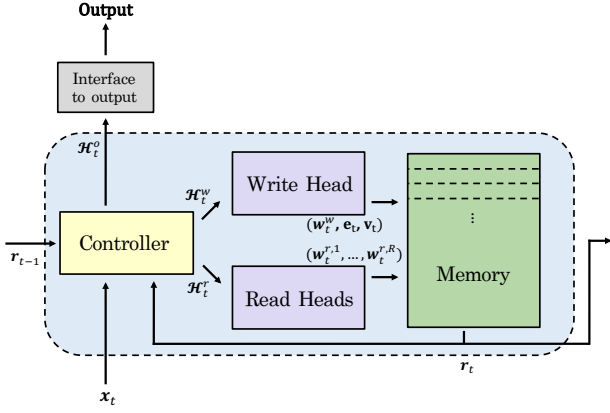 Output
Interface
to output
ℋₜᵒ
ℋₜʷ
Write Head
(𝒘ₜʷ, 𝐞ₜ, 𝐯ₜ)
Controller
⋮
𝒓ₜ₋₁
(𝒘ₜʳ,¹, …, 𝒘ₜʳ,ᴿ)
ℋₜʳ
Read Heads
Memory
𝒓ₜ
𝒙ₜ